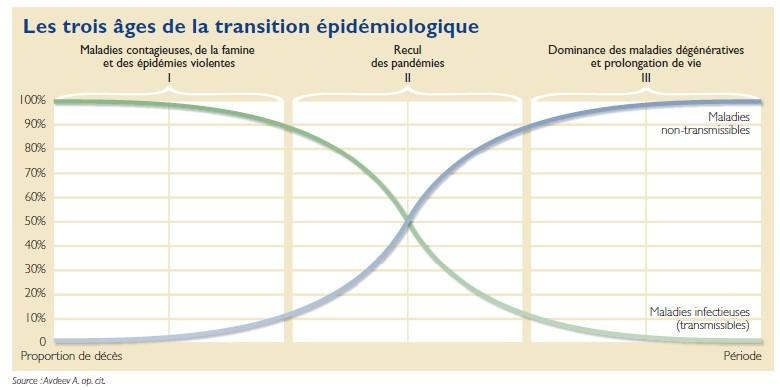 Les trois âges de la transition épidémiologique
Maladies contagieuses, de la famine
et des épidémies violentes
I
Recul
des pandémies
II
Dominance des maladies dégénératives
et prolongation de vie
III
100%
90%
80%
70%
60%
50%
40%
30%
20%
10%
0
Maladies
non-transmissibles
Maladies infectieuses
(transmissibles)
Proportion de décès
Période
Source : Avdeev A. op. cit.